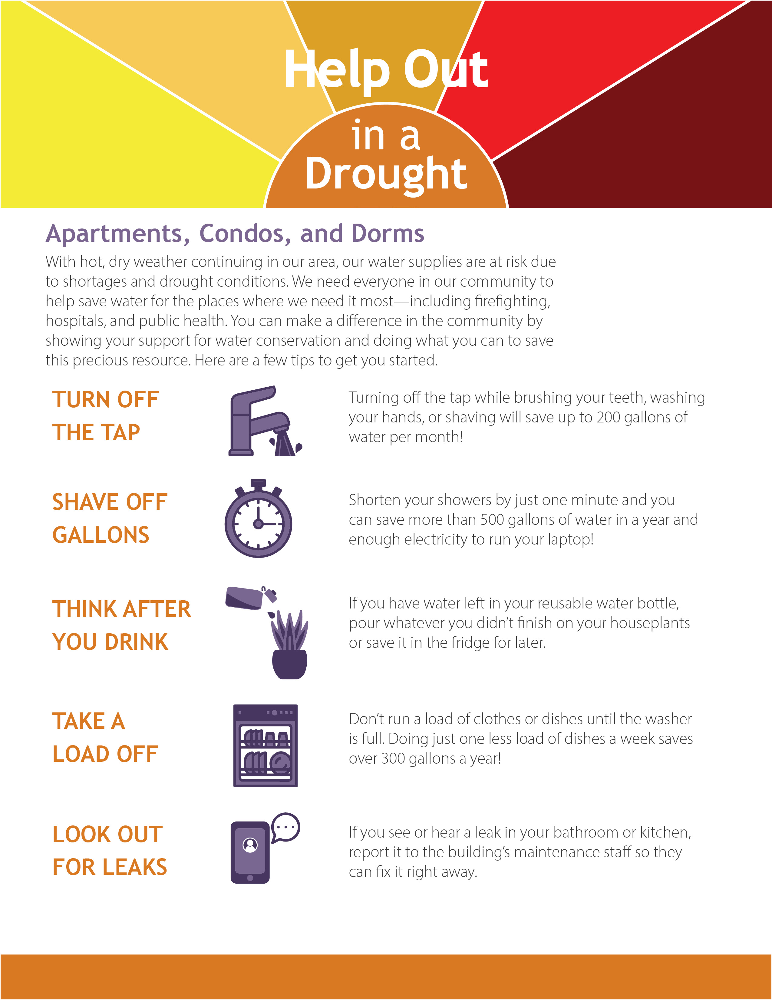 Help Out
in a
Drought
Apartments, Condos, and Dorms
With hot, dry weather continuing in our area, our water supplies are at risk due
to shortages and drought conditions. We need everyone in our community to
help save water for the places where we need it most—including firefighting,
hospitals, and public health. You can make a difference in the community by
showing your support for water conservation and doing what you can to save
this precious resource. Here are a few tips to get you started.
TURN OFF
THE TAP
Turning off the tap while brushing your teeth, washing
your hands, or shaving will save up to 200 gallons of
water per month!
SHAVE OFF
GALLONS
Shorten your showers by just one minute and you
can save more than 500 gallons of water in a year and
enough electricity to run your laptop!
THINK AFTER
YOU DRINK
If you have water left in your reusable water bottle,
pour whatever you didn’t finish on your houseplants
or save it in the fridge for later.
TAKE A
LOAD OFF
Don’t run a load of clothes or dishes until the washer
is full. Doing just one less load of dishes a week saves
over 300 gallons a year!
LOOK OUT
FOR LEAKS
If you see or hear a leak in your bathroom or kitchen,
report it to the building’s maintenance staff so they
can fix it right away.